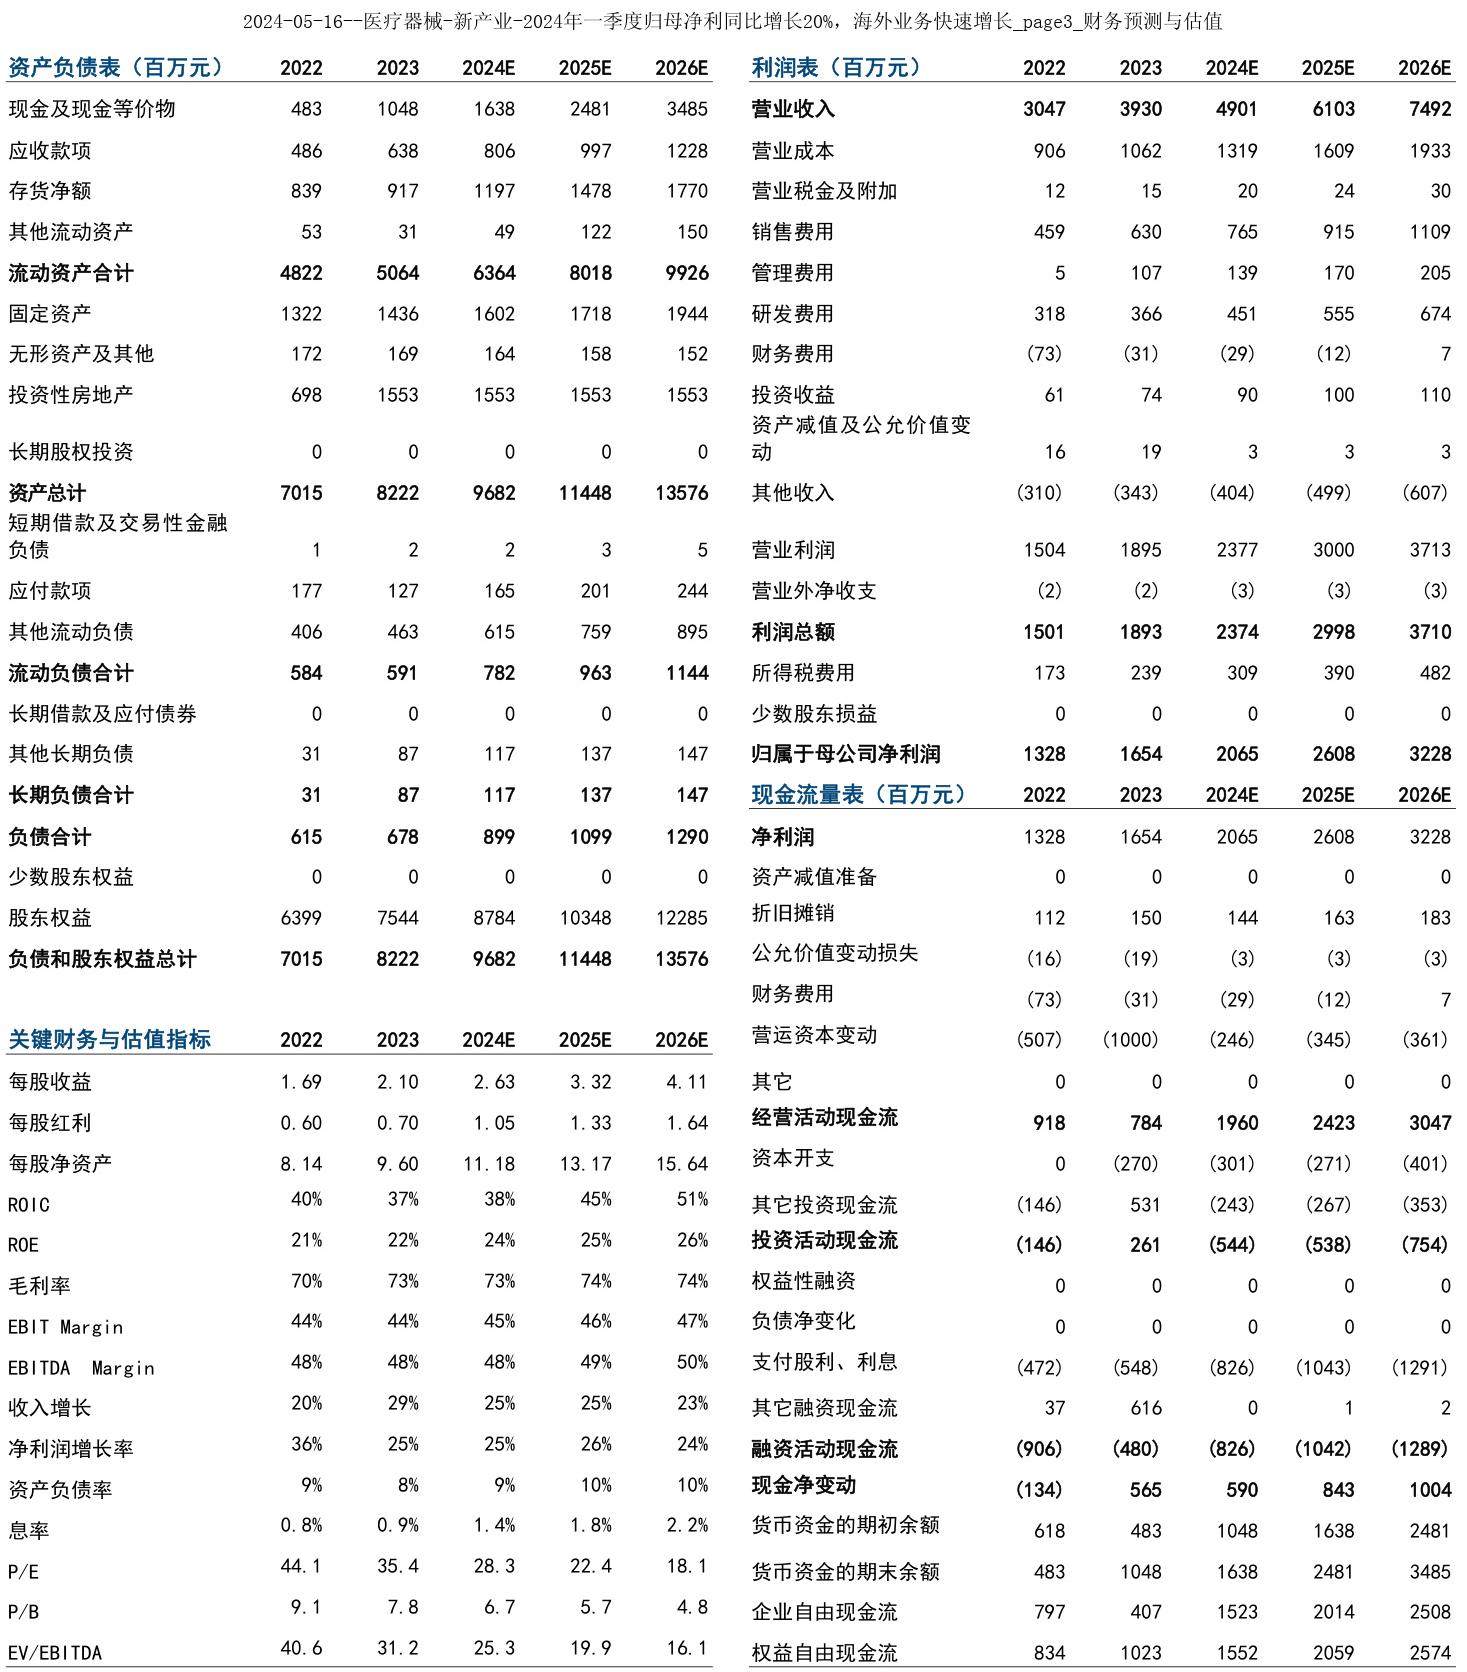 2024-05-16--医疗器械-新产业-2024年一季度归母净利同比增长20%，海外业务快速增长_page3_财务预测与估值
资产负债表（百万元） 2022 2023 2024E 2025E 2026E
现金及现金等价物 483 1048 1638 2481 3485
应收款项 486 638 806 997 1228
存货净额 839 917 1197 1478 1770
其他流动资产 53 31 49 122 150
流动资产合计 4822 5064 6364 8018 9926
固定资产 1322 1436 1602 1718 1944
无形资产及其他 172 169 164 158 152
投资性房地产 698 1553 1553 1553 1553
长期股权投资 0 0 0 0 0
资产总计 7015 8222 9682 11448 13576
短期借款及交易性金融
负债 1 2 2 3 5
应付款项 177 127 165 201 244
其他流动负债 406 463 615 759 895
流动负债合计 584 591 782 963 1144
长期借款及应付债券 0 0 0 0 0
其他长期负债 31 87 117 137 147
长期负债合计 31 87 117 137 147
负债合计 615 678 899 1099 1290
少数股东权益 0 0 0 0 0
股东权益 6399 7544 8784 10348 12285
负债和股东权益总计 7015 8222 9682 11448 13576
关键财务与估值指标 2022 2023 2024E 2025E 2026E
每股收益 1.69 2.10 2.63 3.32 4.11
每股红利 0.60 0.70 1.05 1.33 1.64
每股净资产 8.14 9.60 11.18 13.17 15.64
ROIC 40% 37% 38% 45% 51%
ROE 21% 22% 24% 25% 26%
毛利率 70% 73% 73% 74% 74%
EBIT Margin 44% 44% 45% 46% 47%
EBITDA Margin 48% 48% 48% 49% 50%
收入增长 20% 29% 25% 25% 23%
净利润增长率 36% 25% 25% 26% 24%
资产负债率 9% 8% 9% 10% 10%
息率 0.8% 0.9% 1.4% 1.8% 2.2%
P/E 44.1 35.4 28.3 22.4 18.1
P/B 9.1 7.8 6.7 5.7 4.8
EV/EBITDA 40.6 31.2 25.3 19.9 16.1
利润表（百万元） 2022 2023 2024E 2025E 2026E
营业收入 3047 3930 4901 6103 7492
营业成本 906 1062 1319 1609 1933
营业税金及附加 12 15 20 24 30
销售费用 459 630 765 915 1109
管理费用 5 107 139 170 205
研发费用 318 366 451 555 674
财务费用 (73) (31) (29) (12) 7
投资收益 61 74 90 100 110
资产减值及公允价值变
动 16 19 3 3 3
其他收入 (310) (343) (404) (499) (607)
营业利润 1504 1895 2377 3000 3713
营业外净收支 (2) (2) (3) (3) (3)
利润总额 1501 1893 2374 2998 3710
所得税费用 173 239 309 390 482
少数股东损益 0 0 0 0 0
归属于母公司净利润 1328 1654 2065 2608 3228
现金流量表（百万元） 2022 2023 2024E 2025E 2026E
净利润 1328 1654 2065 2608 3228
资产减值准备 0 0 0 0 0
折旧摊销 112 150 144 163 183
公允价值变动损失 (16) (19) (3) (3) (3)
财务费用 (73) (31) (29) (12) 7
营运资本变动 (507) (1000) (246) (345) (361)
其它 0 0 0 0 0
经营活动现金流 918 784 1960 2423 3047
资本开支 0 (270) (301) (271) (401)
其它投资现金流 (146) 531 (243) (267) (353)
投资活动现金流 (146) 261 (544) (538) (754)
权益性融资 0 0 0 0 0
负债净变化 0 0 0 0 0
支付股利、利息 (472) (548) (826) (1043) (1291)
其它融资现金流 37 616 0 1 2
融资活动现金流 (906) (480) (826) (1042) (1289)
现金净变动 (134) 565 590 843 1004
货币资金的期初余额 618 483 1048 1638 2481
货币资金的期末余额 483 1048 1638 2481 3485
企业自由现金流 797 407 1523 2014 2508
权益自由现金流 834 1023 1552 2059 2574